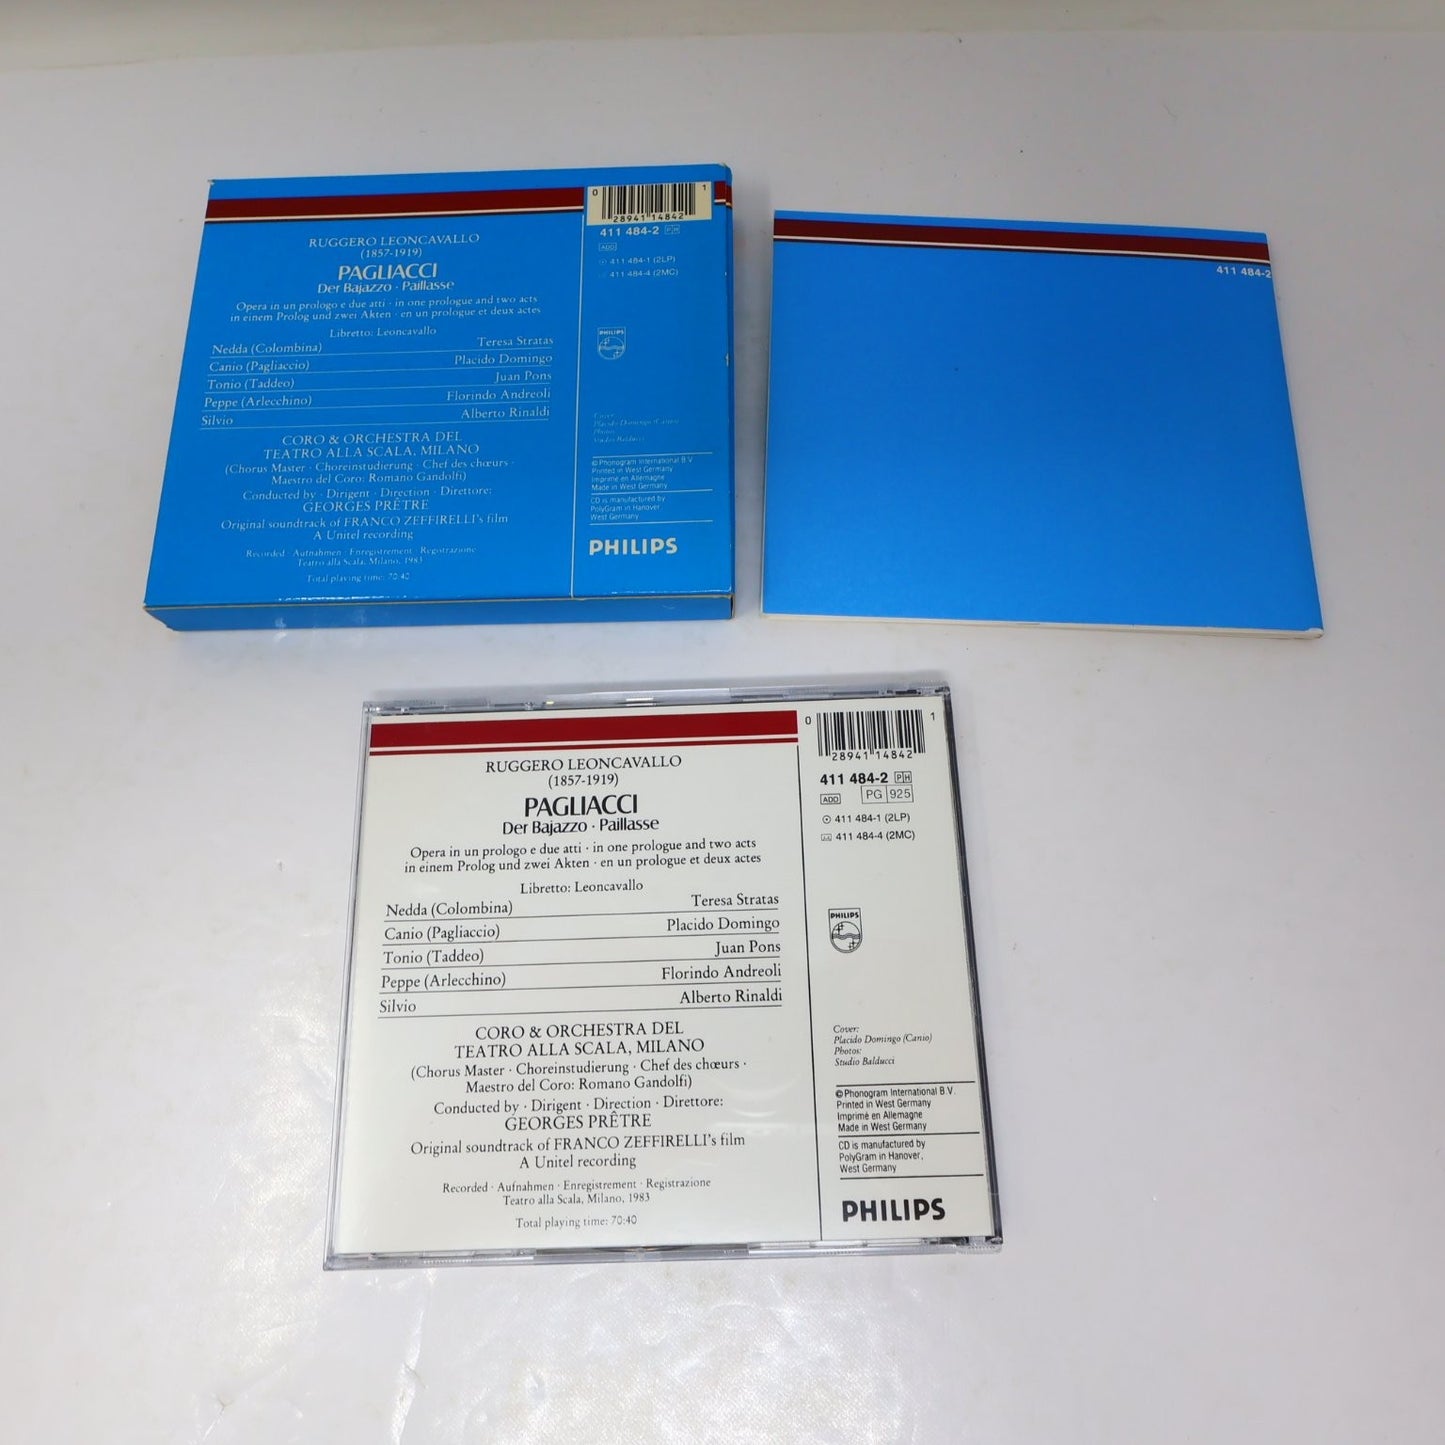 RUGGERO LEONCAVALLO
(1857-1919)
PAGLIACCI
Der Bajazzo · Paillasse
Opera in un prologo e due atti · in one prologue and two acts
in einem Prolog und zwei Akten · en un prologue et deux actes
Libretto: Leoncavallo
Nedda (Colombina) Teresa Stratas
Canio (Pagliaccio) Placido Domingo
Tonio (Taddeo) Juan Pons
Peppe (Arlecchino) Florindo Andreoli
Silvio Alberto Rinaldi
CORO & ORCHESTRA DEL
TEATRO ALLA SCALA, MILANO
(Chorus Master · Choreinstudierung · Chef des chœurs ·
Maestro del Coro: Romano Gandolfi)
Conducted by · Dirigent · Direction · Direttore:
GEORGES PRÊTRE
Original soundtrack of FRANCO ZEFFIRELLI's film
A Unitel recording
Recorded · Aufnahmen · Enregistrement · Registrazione
Teatro alla Scala, Milano, 1983
Total playing time: 70:40
0 28941 14842 1
411 484-2 PH
ADD
411 484-1 (2LP)
411 484-4 (2MC)
PHILIPS
Cover:
Placido Domingo (Canio)
Photos:
Studio Balducci
© Phonogram International B.V.
Printed in West Germany
Imprimé en Allemagne
Made in West Germany
CD is manufactured by
PolyGram in Hanover,
West Germany
PHILIPS
411 484-2
RUGGERO LEONCAVALLO
(1857-1919)
PAGLIACCI
Der Bajazzo · Paillasse
Opera in un prologo e due atti · in one prologue and two acts
in einem Prolog und zwei Akten · en un prologue et deux actes
Libretto: Leoncavallo
Nedda (Colombina) Teresa Stratas
Canio (Pagliaccio) Placido Domingo
Tonio (Taddeo) Juan Pons
Peppe (Arlecchino) Florindo Andreoli
Silvio Alberto Rinaldi
CORO & ORCHESTRA DEL
TEATRO ALLA SCALA, MILANO
(Chorus Master · Choreinstudierung · Chef des chœurs ·
Maestro del Coro: Romano Gandolfi)
Conducted by · Dirigent · Direction · Direttore:
GEORGES PRÊTRE
Original soundtrack of FRANCO ZEFFIRELLI's film
A Unitel recording
Recorded · Aufnahmen · Enregistrement · Registrazione
Teatro alla Scala, Milano, 1983
Total playing time: 70:40
0 28941 14842 1
411 484-2 PH
ADD PG 925
411 484-1 (2LP)
411 484-4 (2MC)
PHILIPS
Cover:
Placido Domingo (Canio)
Photos:
Studio Balducci
© Phonogram International B.V.
Printed in West Germany
Imprimé en Allemagne
Made in West Germany
CD is manufactured by
PolyGram in Hanover,
West Germany
PHILIPS